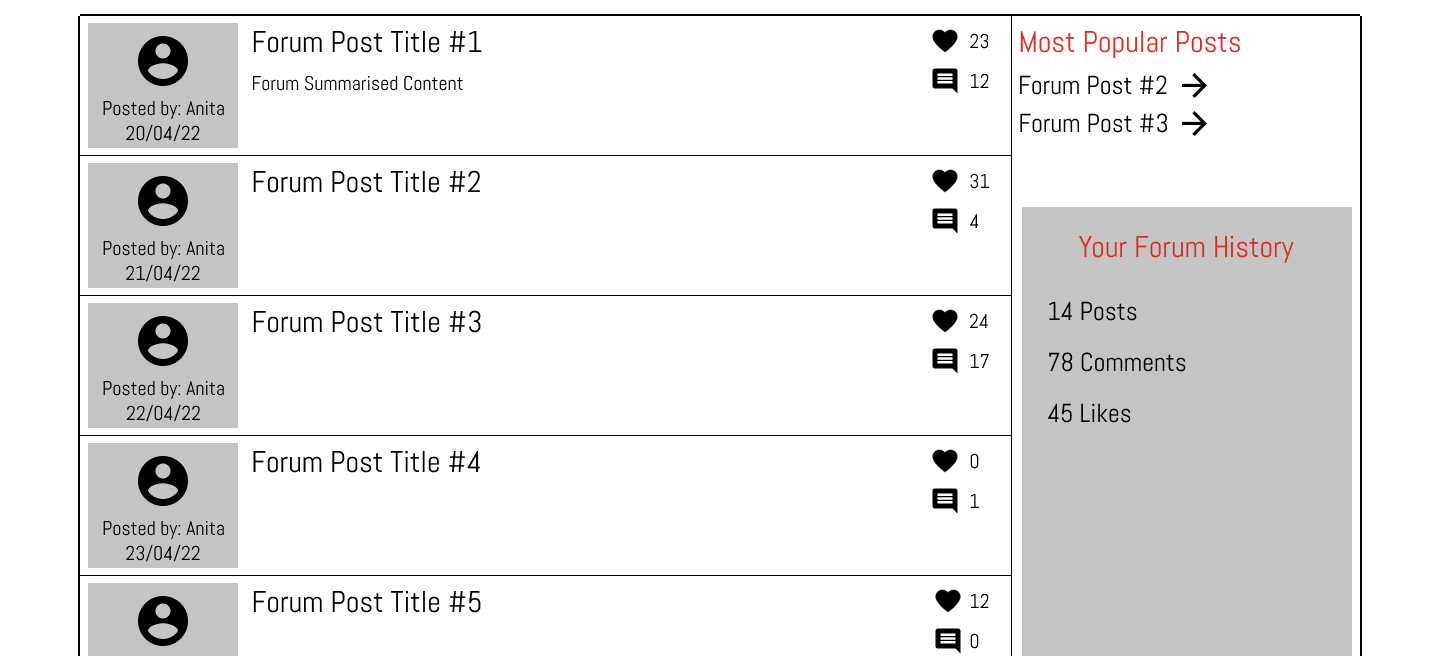 Forum Post Title #1
Forum Summarised Content
23
12
Posted by: Anita
20/04/22
Forum Post Title #2
31
4
Posted by: Anita
21/04/22
Forum Post Title #3
24
17
Posted by: Anita
22/04/22
Forum Post Title #4
0
1
Posted by: Anita
23/04/22
Forum Post Title #5
12
0
Most Popular Posts
Forum Post #2
Forum Post #3
Your Forum History
14 Posts
78 Comments
45 Likes